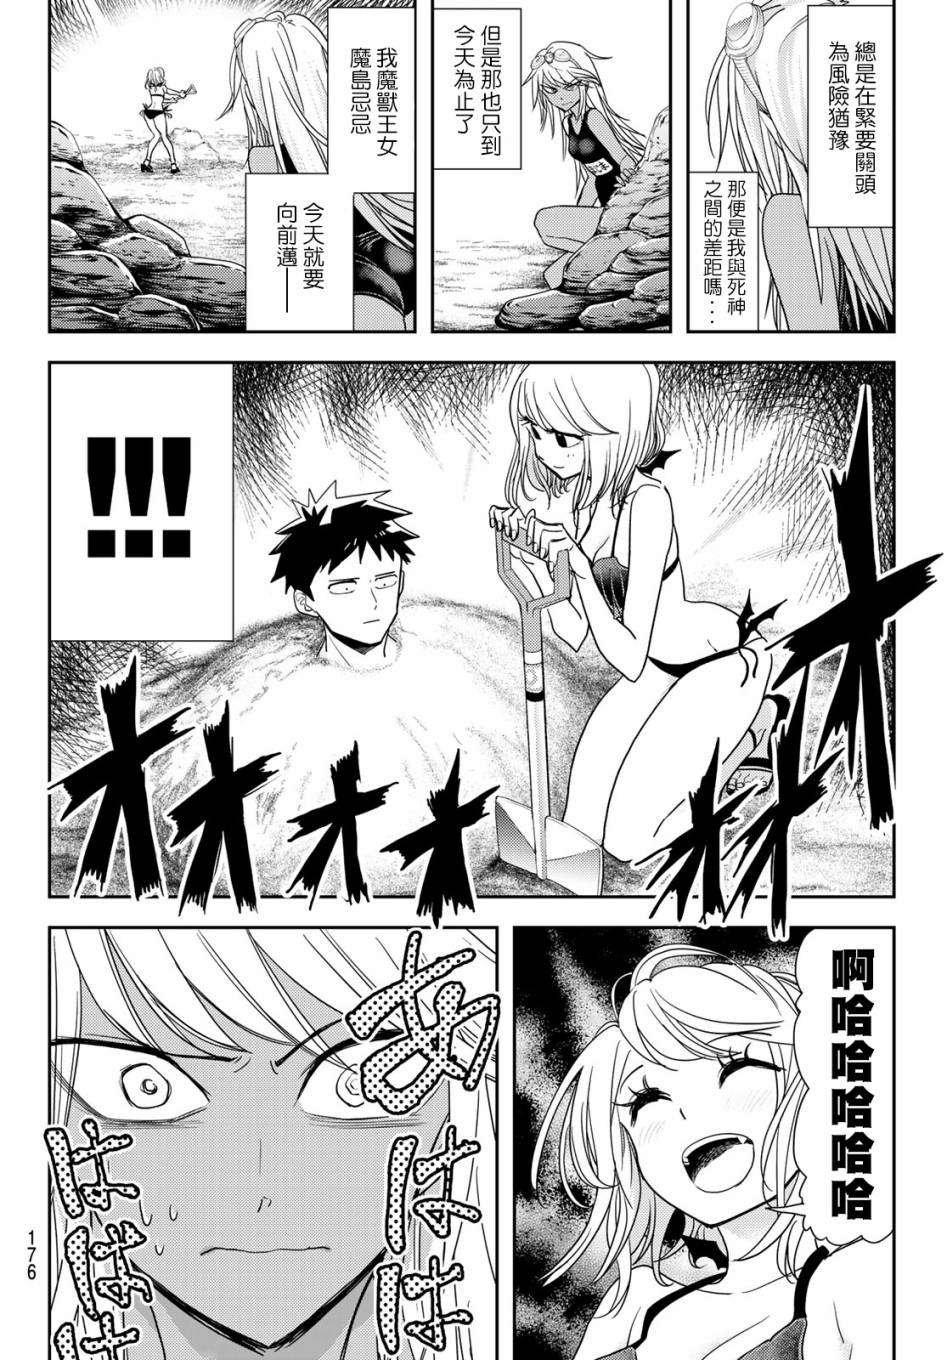 總是在緊要關頭
為風險猶豫
那便是我與死神
之間的差距嗎...
但是那也只到
今天為止了
我魔獸王女
魔島忌忌
今天就要
向前邁——
!!!
オオオオオオオ
啊哈哈哈哈哈
あははははは
176